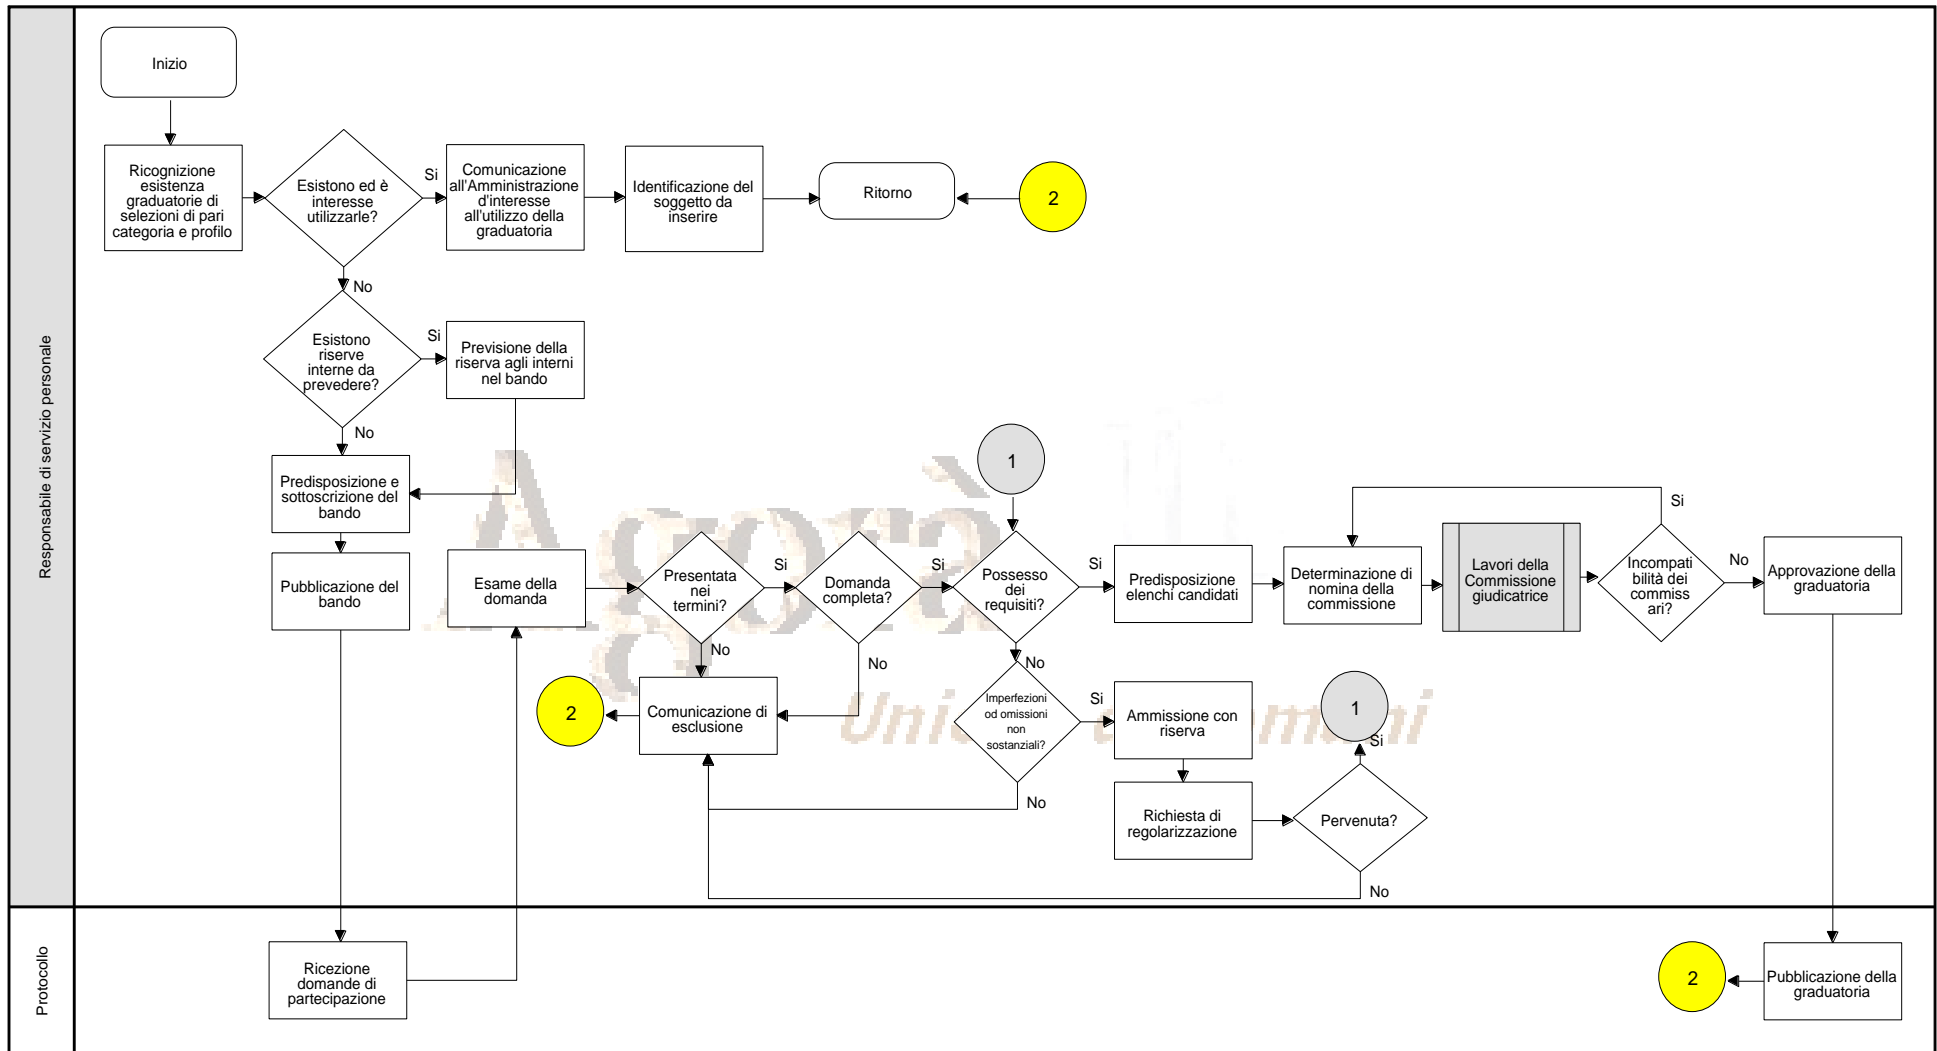 Responsabile di servizio personale
Inizio
Ricognizione
esistenza
graduatorie di
selezioni di pari
categoria e profilo
Esistono ed è
interesse
utilizzarle?
Si
Comunicazione
all'Amministrazione
d'interesse
all'utilizzo della
graduatoria
Identificazione del
soggetto da
inserire
Ritorno
2
No
Esistono
riserve
interne da
prevedere?
Si
Previsione della
riserva agli interni
nel bando
No
Predisposizione e
sottoscrizione del
bando
Pubblicazione del
bando
Esame della
domanda
Presentata
nei
termini?
Si
Domanda
completa?
Si
1
Possesso
dei
requisiti?
Si
Predisposizione
elenchi candidati
Determinazione di
nomina della
commissione
Lavori della
Commissione
giudicatrice
Incompati
bilità dei
commiss
ari?
Si
No
Approvazione della
graduatoria
No
No
No
2
Comunicazione di
esclusione
Imperfezioni
od omissioni
non
sostanziali?
Si
Ammissione con
riserva
1
Si
No
Richiesta di
regolarizzazione
Pervenuta?
No
Agorà
Protocollo
Ricezione
domande di
partecipazione
2
Pubblicazione della
graduatoria